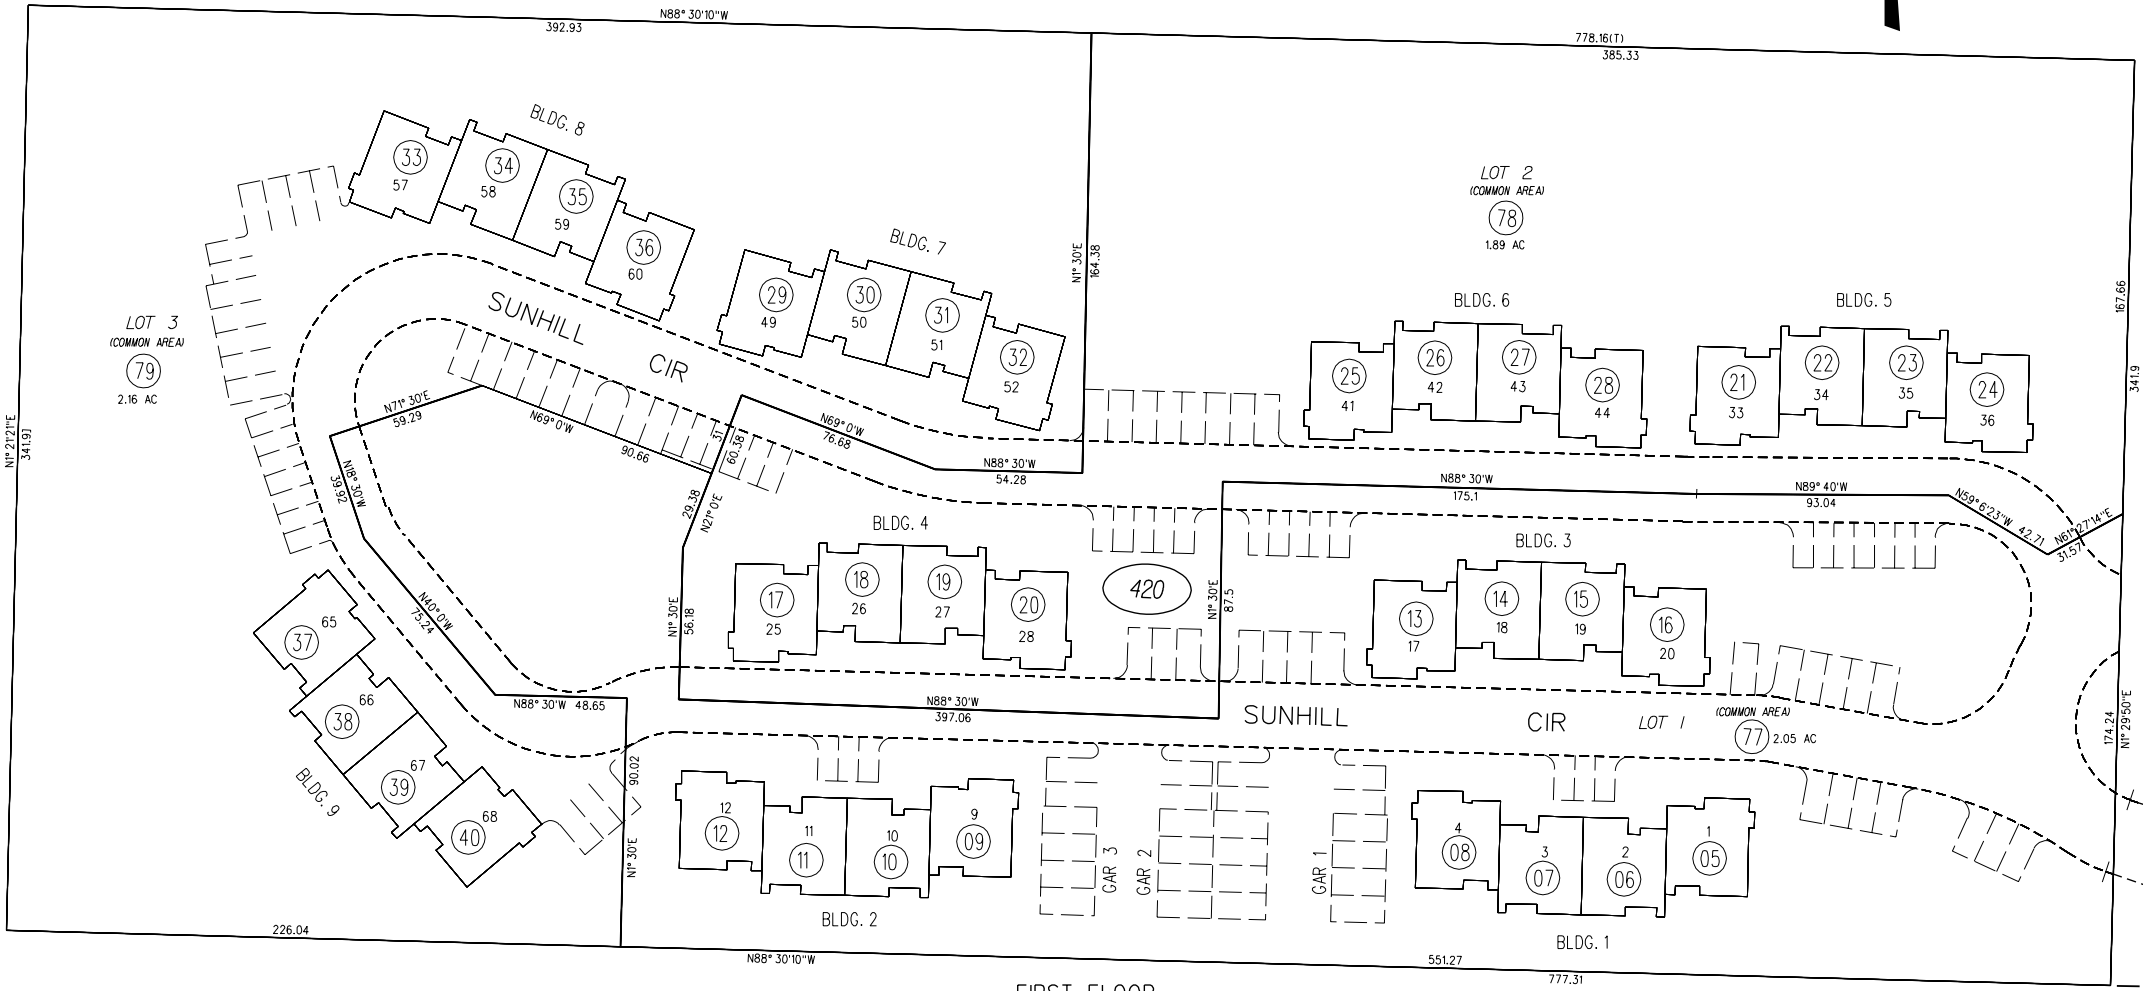 N88° 30'10"W
392.93
778.16(T)
385.33
BLDG. 8
33
57
34
58
35
59
36
60
BLDG. 7
29
49
30
50
31
51
32
52
N1° 30'E
164.38
LOT 2
(COMMON AREA)
78
1.89 AC
BLDG. 6
25
41
26
42
27
43
28
44
BLDG. 5
21
33
22
34
23
35
24
36
167.66
341.9
LOT 3
(COMMON AREA)
79
2.16 AC
N1° 21'21"E
341.9]
SUNHILL
CIR
N71° 30'E
59.29
N69° 0'W
90.66
31
60.38
N69° 0'W
76.68
N88° 30'W
54.28
N18° 30'W
39.92
29.38
N21° 0'E
N88° 30'W
175.1
N89° 40'W
93.04
N59° 6'23"W
42.71
N61° 27'14"E
31.57
BLDG. 4
17
25
18
26
19
27
20
28
420
N1° 30'E
87.5
BLDG. 3
13
17
14
18
15
19
16
20
N40° 0'W
75.24
N1° 30'E
56.18
37
65
38
66
39
67
40
68
BLDG. 9
N88° 30'W 48.65
N88° 30'W
397.06
SUNHILL
CIR
LOT 1
(COMMON AREA)
77
2.05 AC
174.24
N1° 29'50"E
90.02
N1° 30'E
12
12
11
11
10
10
9
09
BLDG. 2
GAR 3
GAR 2
GAR 1
4
08
3
07
2
06
1
05
BLDG. 1
226.04
N88° 30'10"W
551.27
777.31
FIRST FLOOR